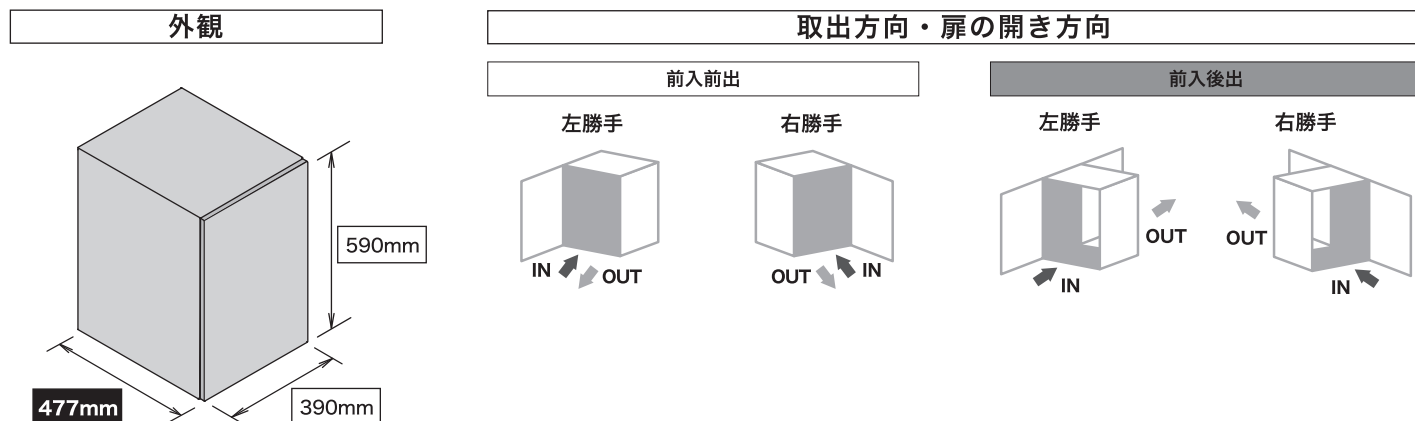 外観
590mm
477mm
390mm
取出方向・扉の開き方向
前入前出
左勝手
右勝手
IN
OUT
OUT
IN
前入後出
左勝手
右勝手
OUT
IN
OUT
IN